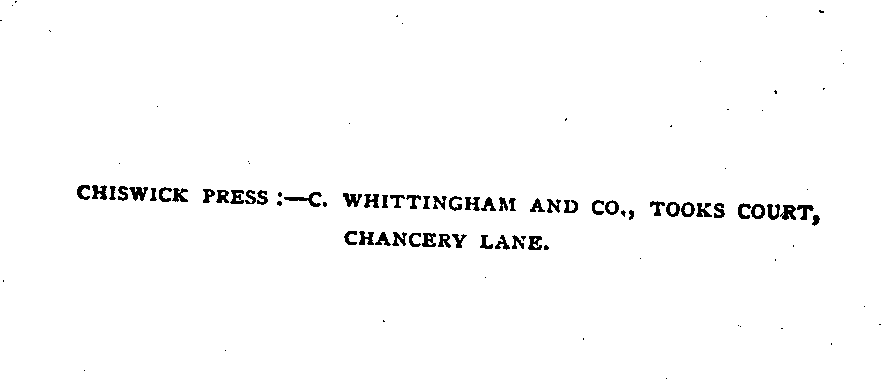 CHISWICK PRESS :—C. WHITTINGHAM AND CO., TOOKS COURT,
CHANCERY LANE.